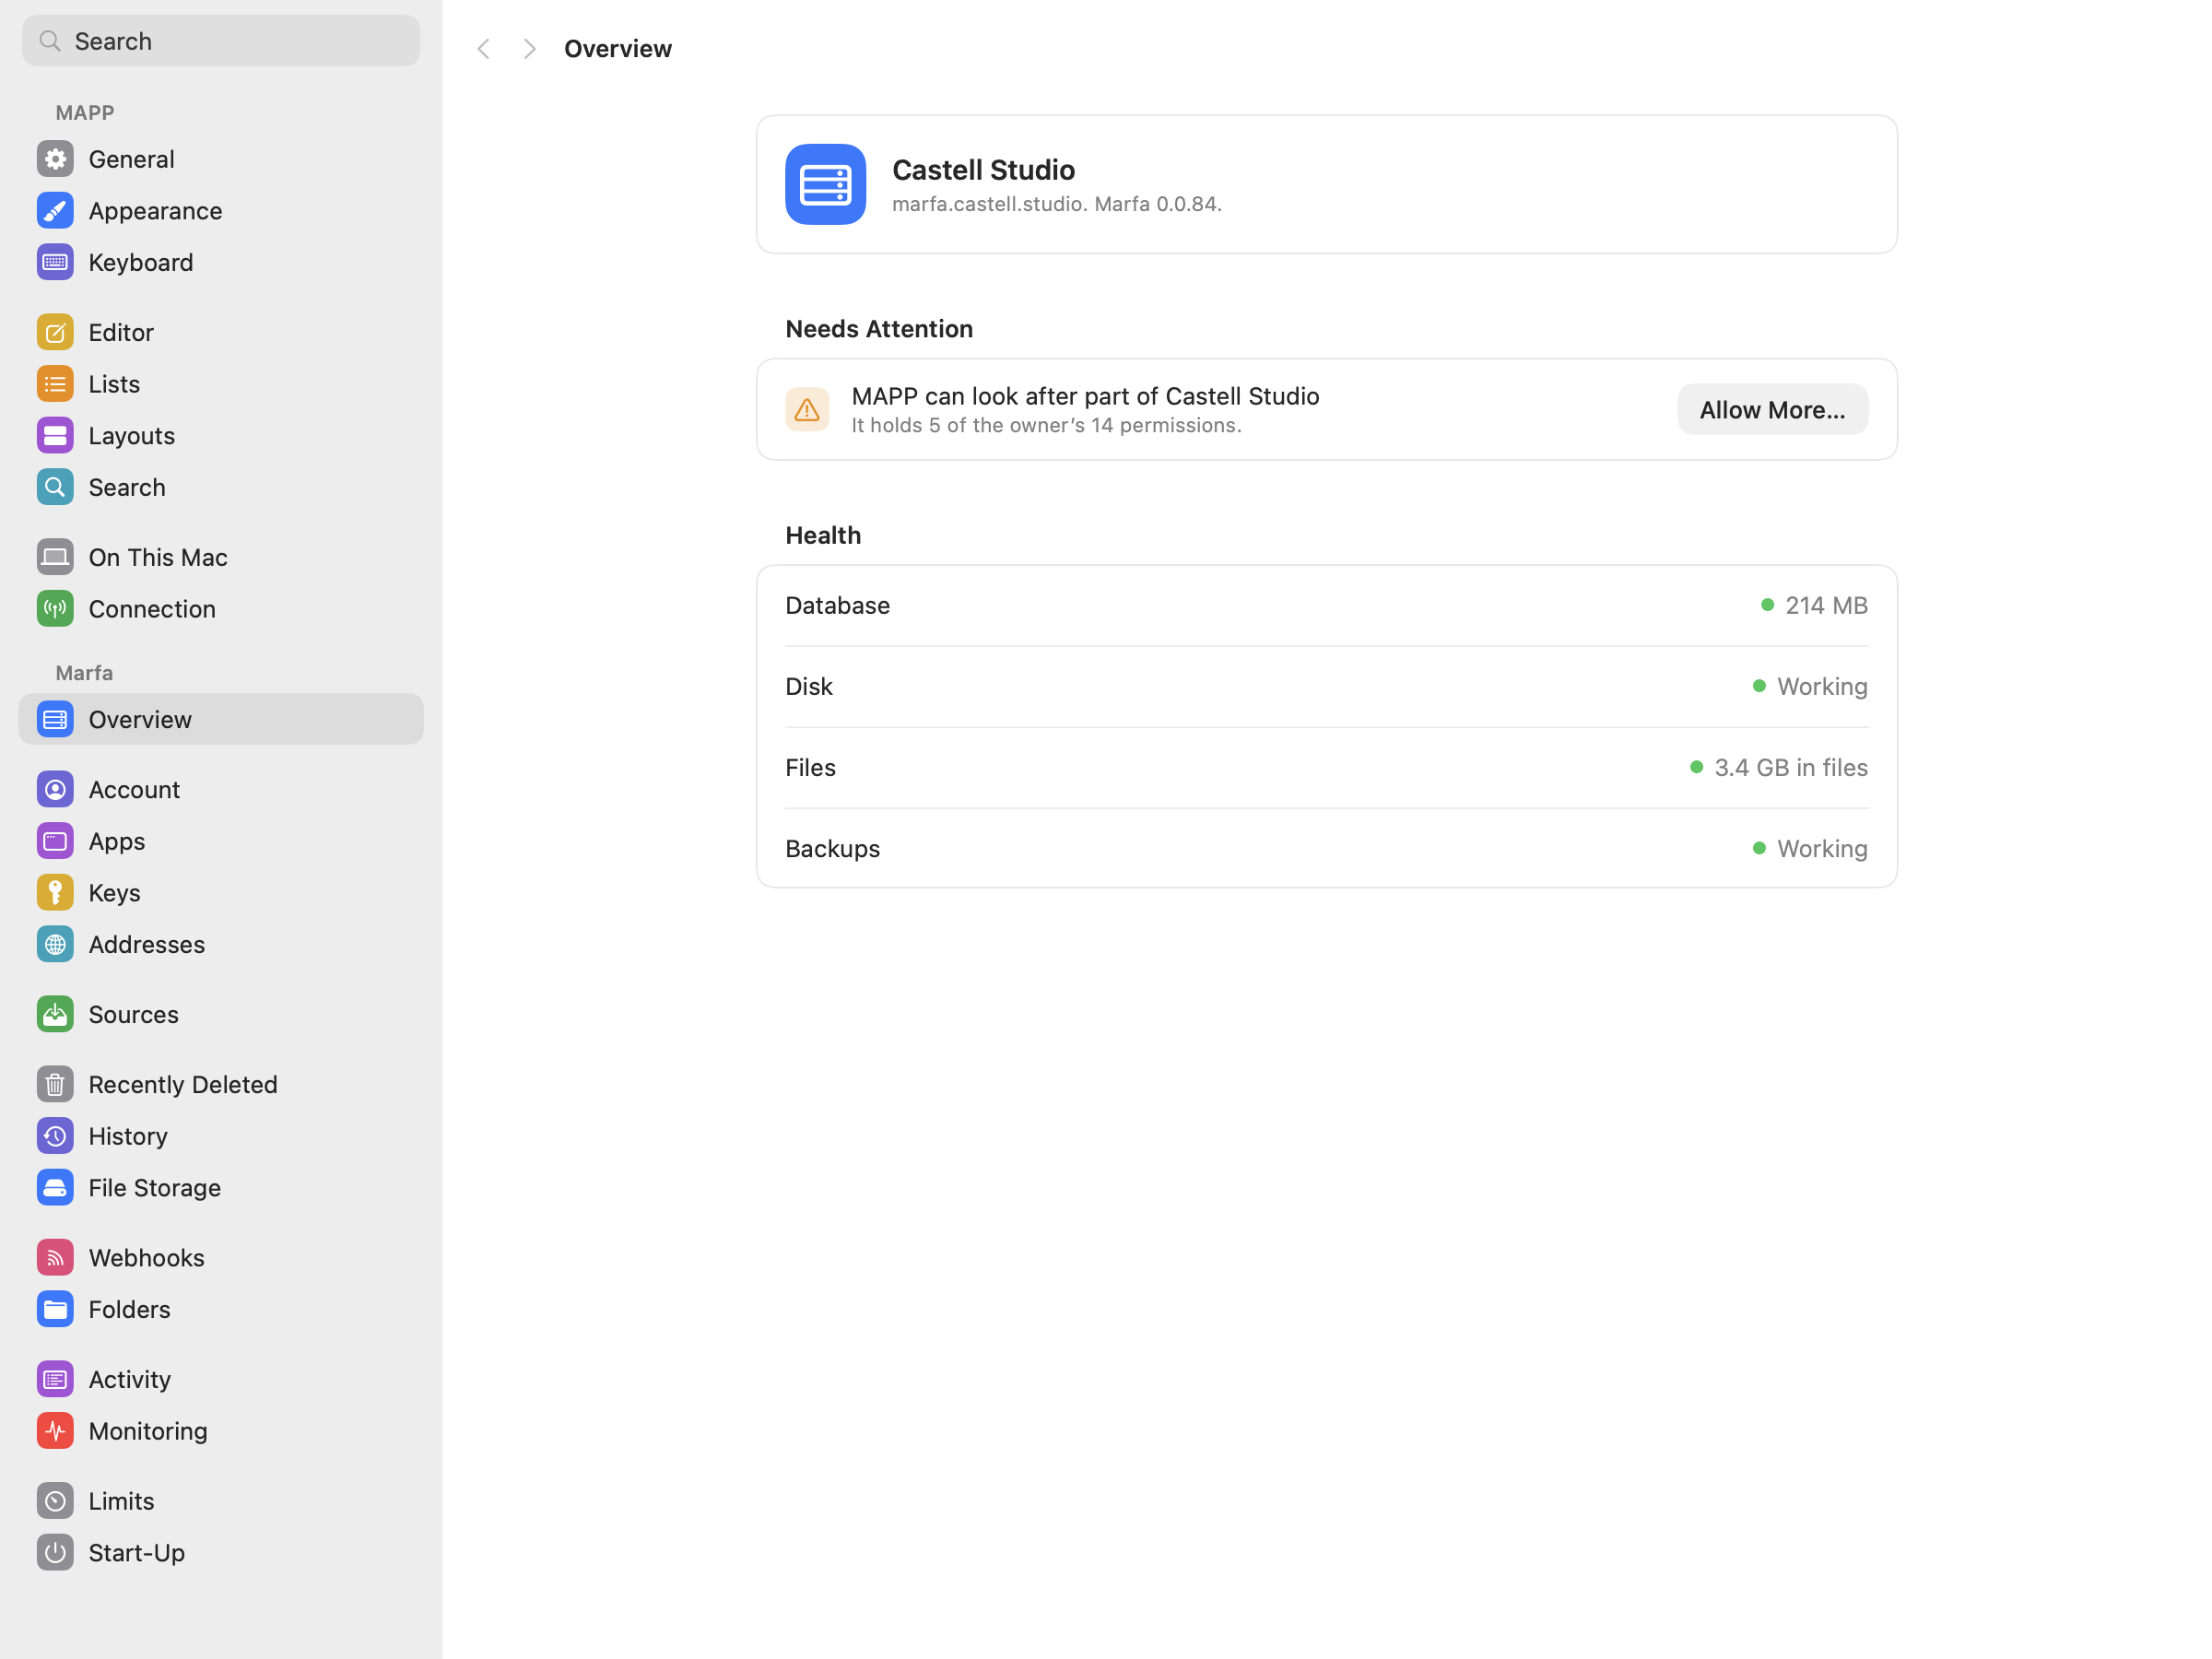 Search
MAPP
General
Appearance
Keyboard
Editor
Lists
Layouts
Search
On This Mac
Connection
Marfa
Overview
Account
Apps
Keys
Addresses
Sources
Recently Deleted
History
File Storage
Webhooks
Folders
Activity
Monitoring
Limits
Start-Up
Overview
Castell Studio
marfa.castell.studio. Marfa 0.0.84.
Needs Attention
MAPP can look after part of Castell Studio
It holds 5 of the owner’s 14 permissions.
Allow More…
Health
Database
214 MB
Disk
Working
Files
3.4 GB in files
Backups
Working